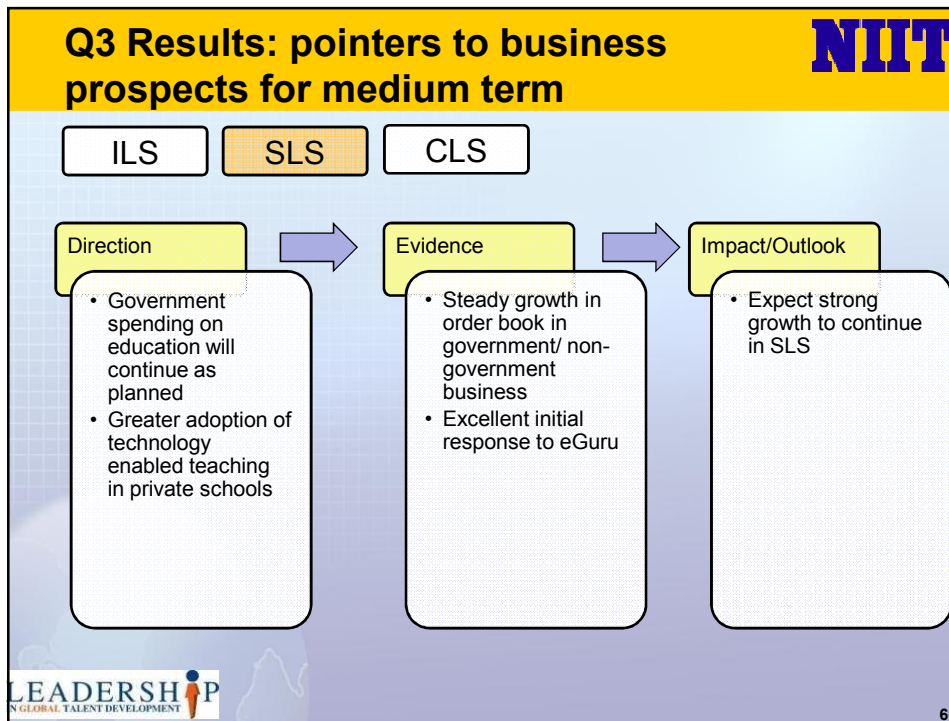 Q3 Results: pointers to business
prospects for medium term
NIIT
ILS
SLS
CLS
Direction
• Government
spending on
education will
continue as
planned
• Greater adoption of
technology
enabled teaching
in private schools
Evidence
• Steady growth in
order book in
government/ non-
government
business
• Excellent initial
response to eGuru
Impact/Outlook
• Expect strong
growth to continue
in SLS
LEADERSHIP
N GLOBAL TALENT DEVELOPMENT
6